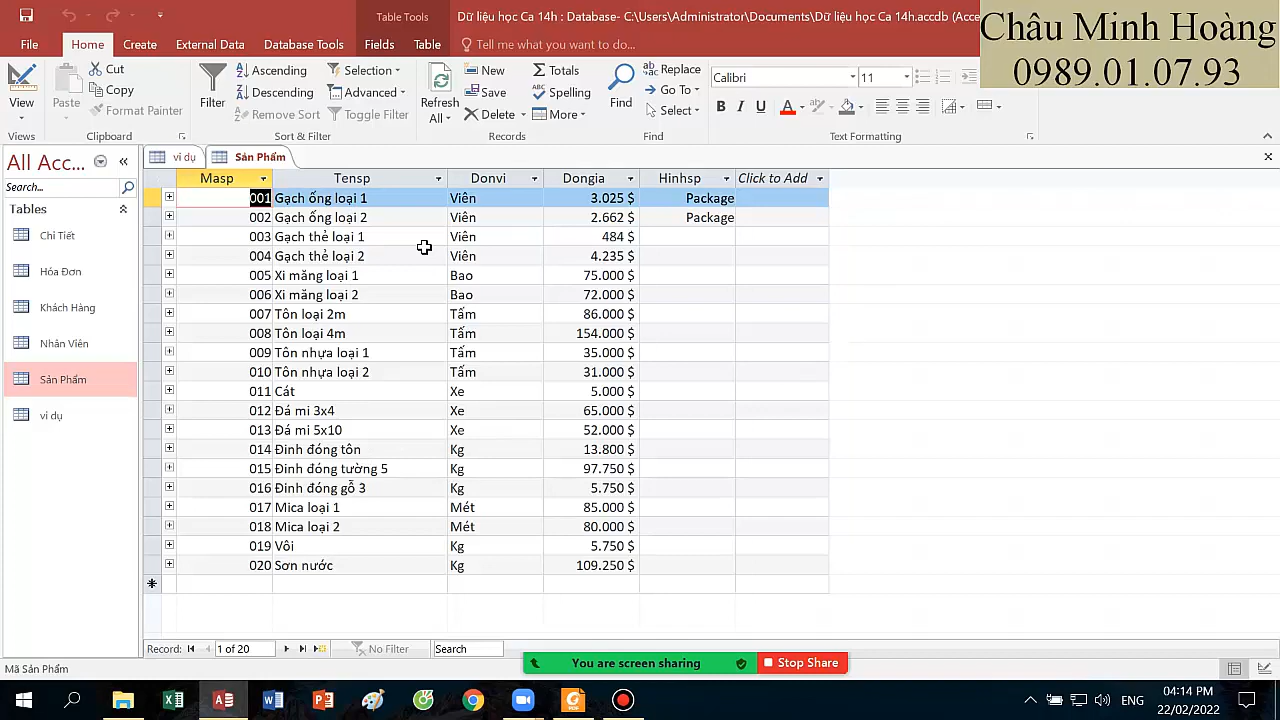 Table Tools
Dữ liệu học Ca 14h : Database- C:\Users\Administrator\Documents\Dữ liệu học Ca 14h.accdb (Acce
Châu Minh Hoàng
0989.01.07.93
File Home Create External Data Database Tools Fields Table Tell me what you want to do...
View
Views
Paste
Cut
Copy
Format Painter
Clipboard
Filter
Ascending
Descending
Remove Sort
Selection
Advanced
Toggle Filter
Sort & Filter
Refresh
All
New
Save
Delete
Totals
Spelling
More
Records
Find
Replace
Go To
Select
Find
Calibri 11
B I U A
Text Formatting
All Acc...
Search...
Tables
Chi Tiết
Hóa Đơn
Khách Hàng
Nhân Viên
Sản Phẩm
ví dụ
ví dụ Sản Phẩm
Masp Tensp Donvi Dongia Hinhsp Click to Add
001 Gạch ống loại 1 Viên 3.025 $ Package
002 Gạch ống loại 2 Viên 2.662 $ Package
003 Gạch thẻ loại 1 Viên 484 $
004 Gạch thẻ loại 2 Viên 4.235 $
005 Xi măng loại 1 Bao 75.000 $
006 Xi măng loại 2 Bao 72.000 $
007 Tôn loại 2m Tấm 86.000 $
008 Tôn loại 4m Tấm 154.000 $
009 Tôn nhựa loại 1 Tấm 35.000 $
010 Tôn nhựa loại 2 Tấm 31.000 $
011 Cát Xe 5.000 $
012 Đá mi 3x4 Xe 65.000 $
013 Đá mi 5x10 Xe 52.000 $
014 Đinh đóng tôn Kg 13.800 $
015 Đinh đóng tường 5 Kg 97.750 $
016 Đinh đóng gỗ 3 Kg 5.750 $
017 Mica loại 1 Mét 85.000 $
018 Mica loại 2 Mét 80.000 $
019 Vôi Kg 5.750 $
020 Sơn nước Kg 109.250 $
Record: 1 of 20 No Filter Search
You are screen sharing Stop Share
Mã Sản Phẩm
ENG
04:14 PM
22/02/2022